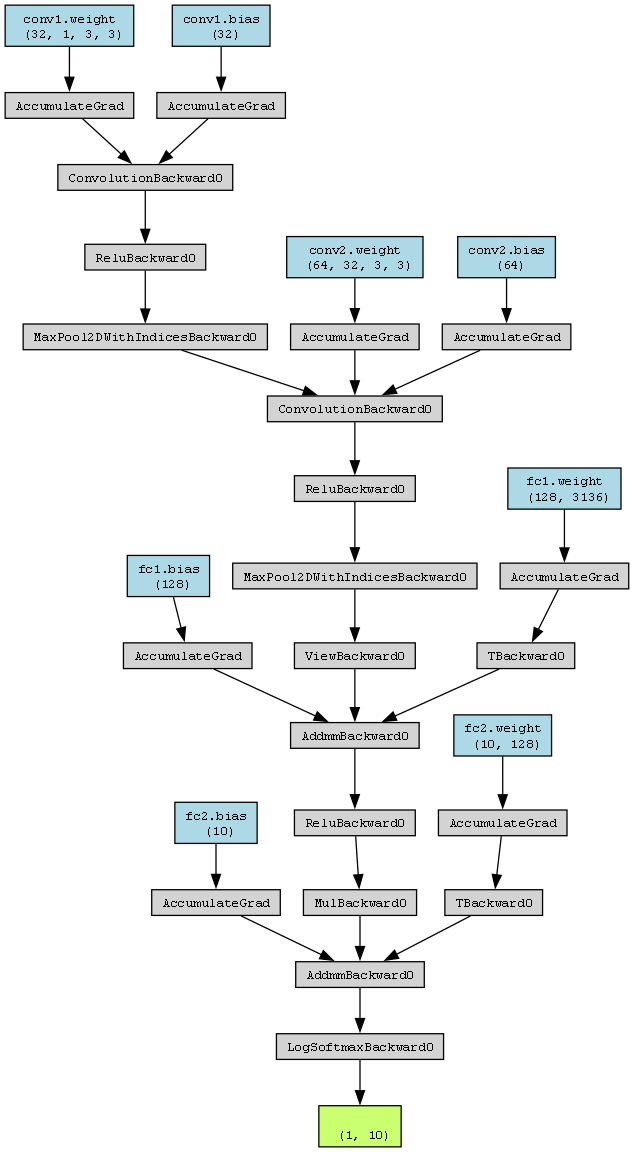 conv1.weight
(32, 1, 3, 3)
conv1.bias
(32)
AccumulateGrad
AccumulateGrad
ConvolutionBackward0
ReluBackward0
conv2.weight
(64, 32, 3, 3)
conv2.bias
(64)
MaxPool2DWithIndicesBackward0
AccumulateGrad
AccumulateGrad
ConvolutionBackward0
ReluBackward0
fc1.weight
(128, 3136)
fc1.bias
(128)
MaxPool2DWithIndicesBackward0
AccumulateGrad
AccumulateGrad
ViewBackward0
TBackward0
AddmmBackward0
fc2.weight
(10, 128)
fc2.bias
(10)
ReluBackward0
AccumulateGrad
AccumulateGrad
MulBackward0
TBackward0
AddmmBackward0
LogSoftmaxBackward0
(1, 10)